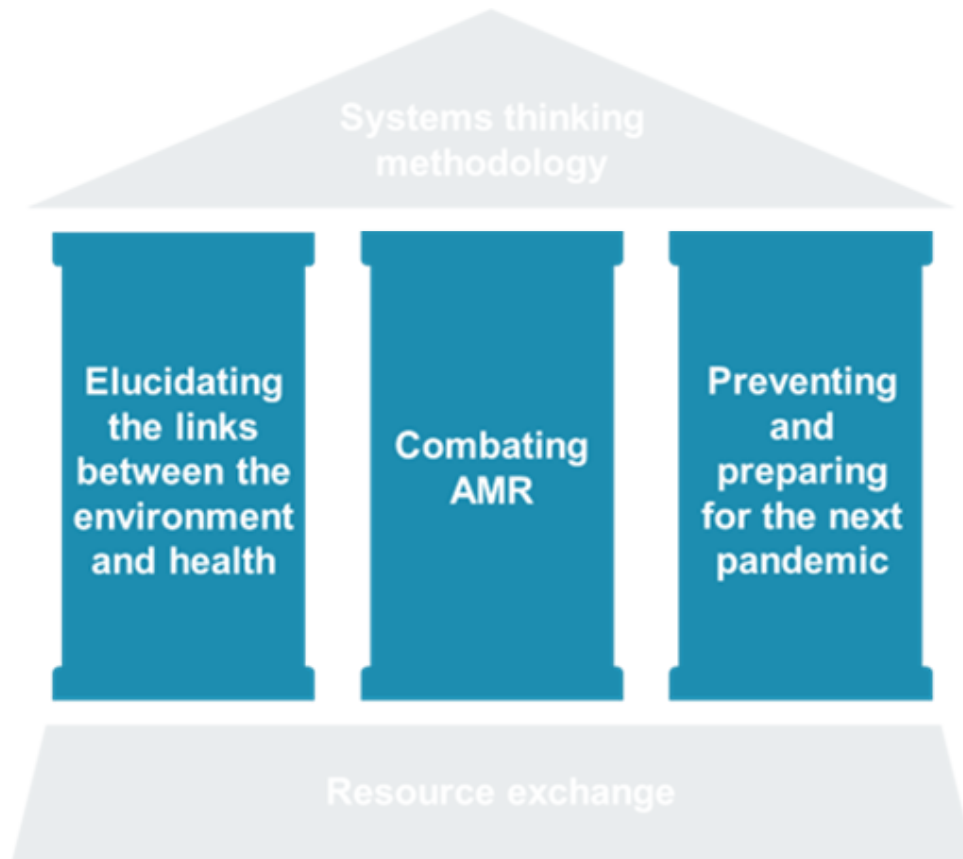 Systems thinking
methodology
Elucidating
the links
between the
environment
and health
Combating
AMR
Preventing
and
preparing
for the next
pandemic
Resource exchange